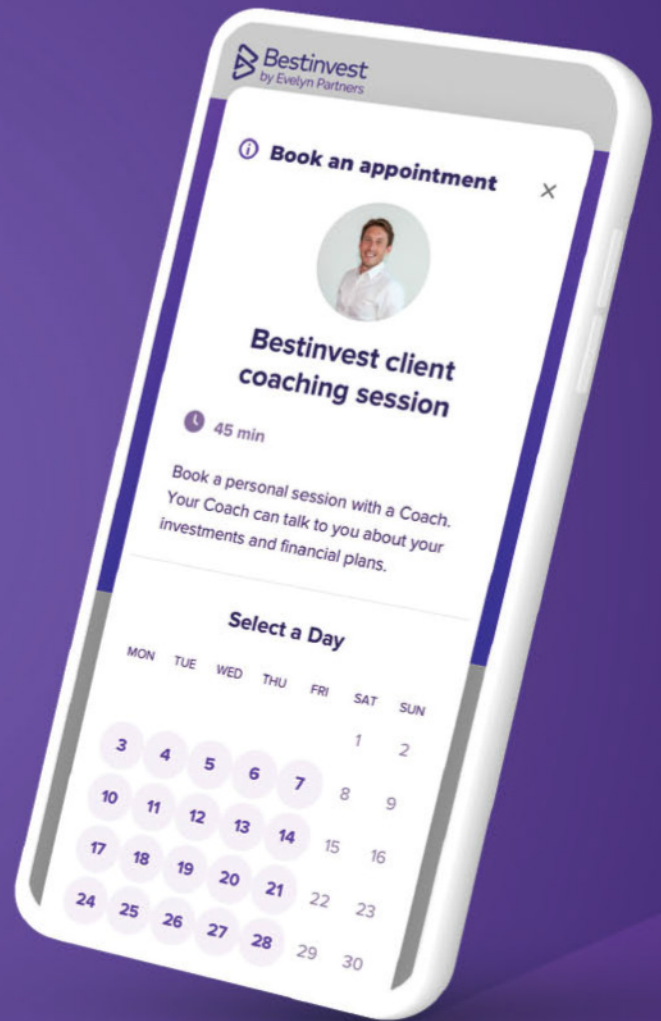 Bestinvest
by Evelyn Partners
Book an appointment
Bestinvest client
coaching session
45 min
Book a personal session with a Coach.
Your Coach can talk to you about your
investments and financial plans.
Select a Day
MON TUE WED THU FRI SAT SUN
1 2
3 4 5 6 7 8 9
10 11 12 13 14 15 16
17 18 19 20 21 22 23
24 25 26 27 28 29 30